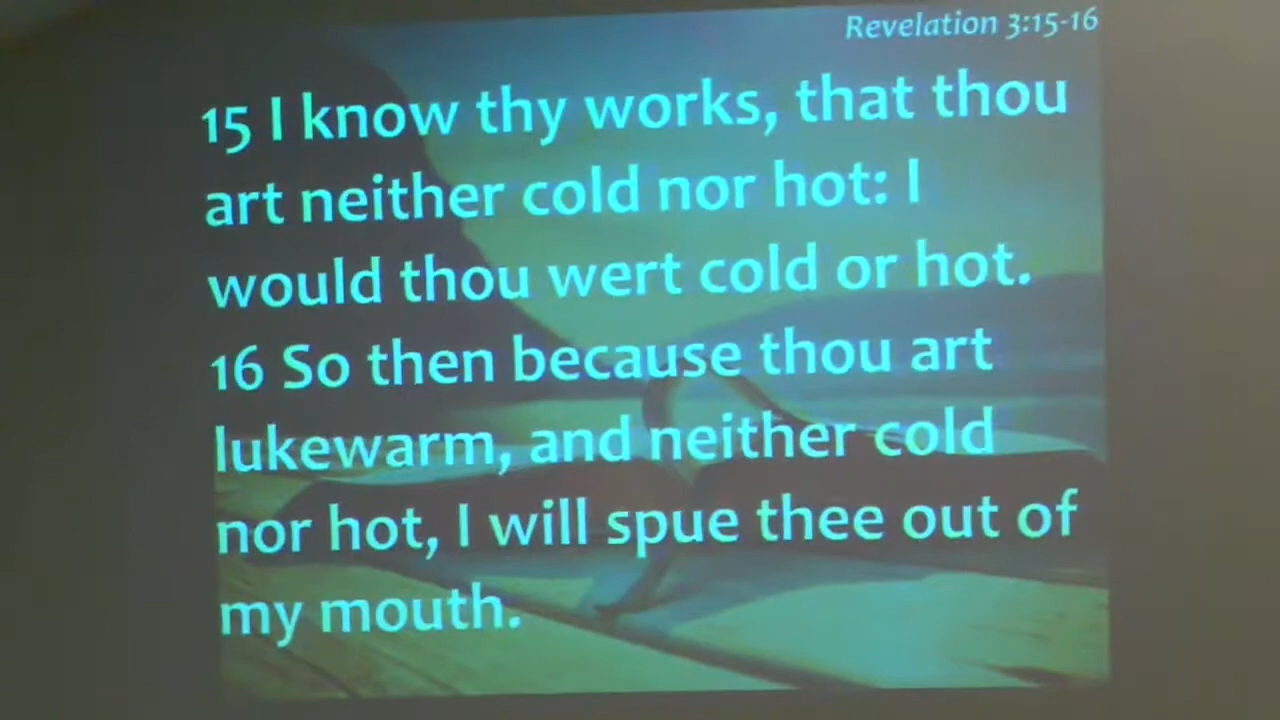 Revelation 3:15-16
15 I know thy works, that thou
art neither cold nor hot: I
would thou wert cold or hot.
16 So then because thou art
lukewarm, and neither cold
nor hot, I will spue thee out of
my mouth.